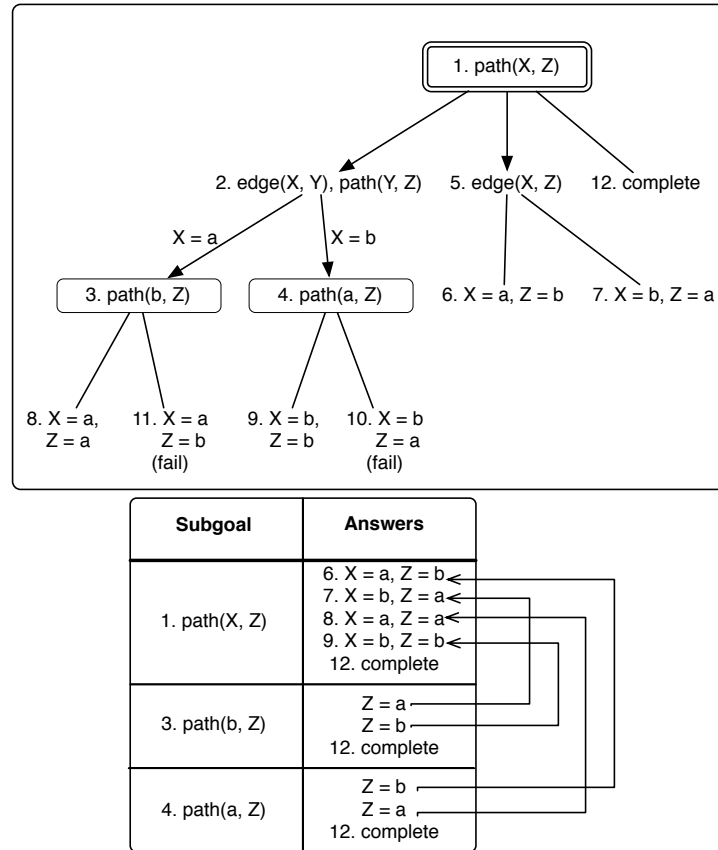 1. path(X, Z)
2. edge(X, Y), path(Y, Z)
5. edge(X, Z)
12. complete
X = a
X = b
3. path(b, Z)
4. path(a, Z)
6. X = a, Z = b
7. X = b, Z = a
8. X = a,
Z = a
11. X = a
Z = b
(fail)
9. X = b,
Z = b
10. X = b
Z = a
(fail)
Subgoal
Answers
1. path(X, Z)
6. X = a, Z = b
7. X = b, Z = a
8. X = a, Z = a
9. X = b, Z = b
12. complete
3. path(b, Z)
Z = a
Z = b
12. complete
4. path(a, Z)
Z = b
Z = a
12. complete